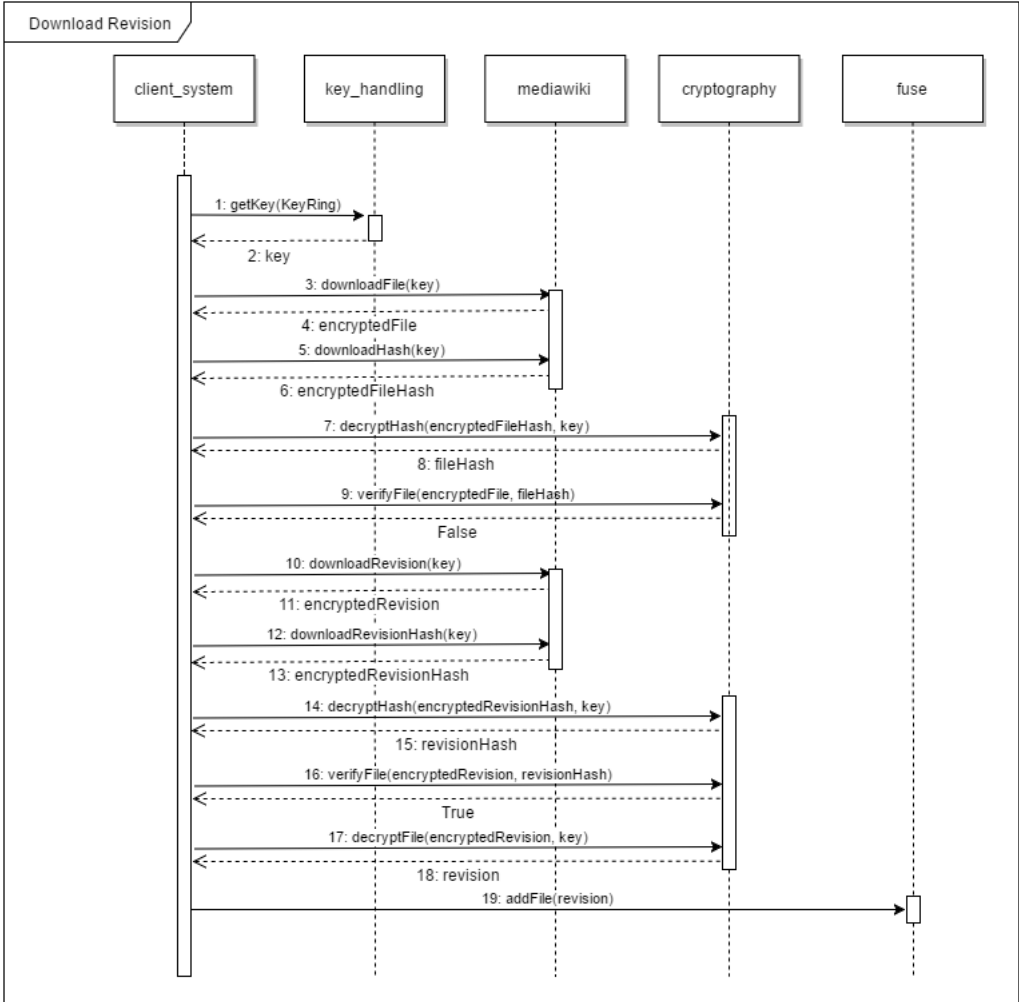 Download Revision
client_system
key_handling
mediawiki
cryptography
fuse
1: getKey(KeyRing)
2: key
3: downloadFile(key)
4: encryptedFile
5: downloadHash(key)
6: encryptedFileHash
7: decryptHash(encryptedFileHash, key)
8: fileHash
9: verifyFile(encryptedFile, fileHash)
False
10: downloadRevision(key)
11: encryptedRevision
12: downloadRevisionHash(key)
13: encryptedRevisionHash
14: decryptHash(encryptedRevisionHash, key)
15: revisionHash
16: verifyFile(encryptedRevision, revisionHash)
True
17: decryptFile(encryptedRevision, key)
18: revision
19: addFile(revision)